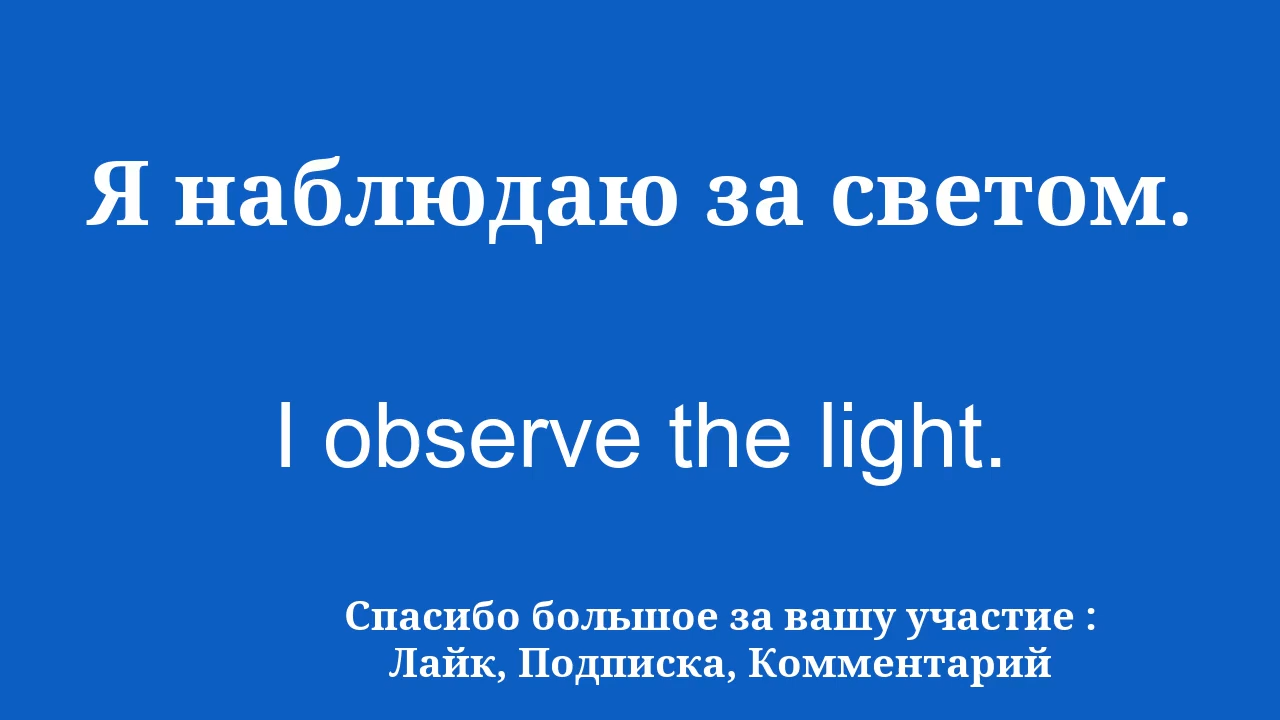 Я наблюдаю за светом.
I observe the light.
Спасибо большое за вашу участие :
Лайк, Подписка, Комментарий